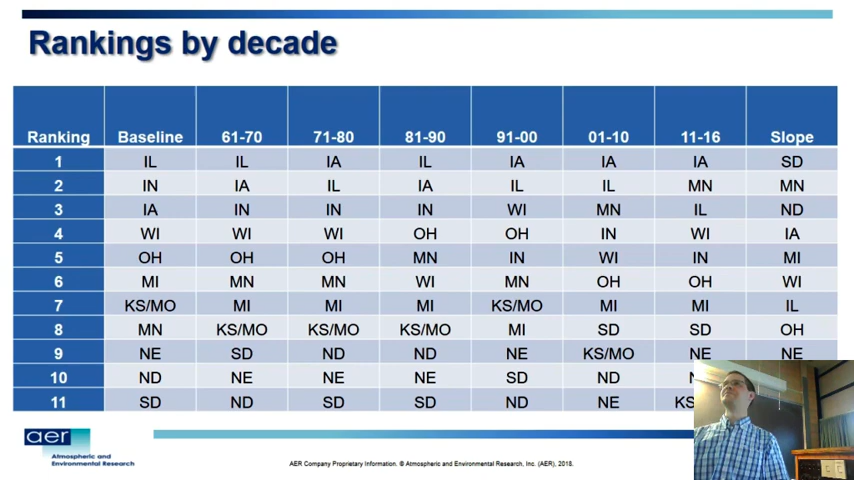 Rankings by decade
Ranking Baseline 61-70 71-80 81-90 91-00 01-10 11-16 Slope
1 IL IL IA IL IA IA IA SD
2 IN IA IL IA IL IL MN MN
3 IA IN IN IN WI MN IL ND
4 WI WI WI OH OH IN WI IA
5 OH OH OH MN IN WI IN MI
6 MI MN MN WI MN OH OH WI
7 KS/MO MI MI MI KS/MO MI MI IL
8 MN KS/MO KS/MO KS/MO MI SD SD OH
9 NE SD ND ND NE KS/MO NE NE
10 ND NE NE NE SD ND
11 SD ND SD SD ND NE
aer
Atmospheric and
Environmental Research
AER Company Proprietary Information. © Atmospheric and Environmental Research, Inc. (AER), 2018.